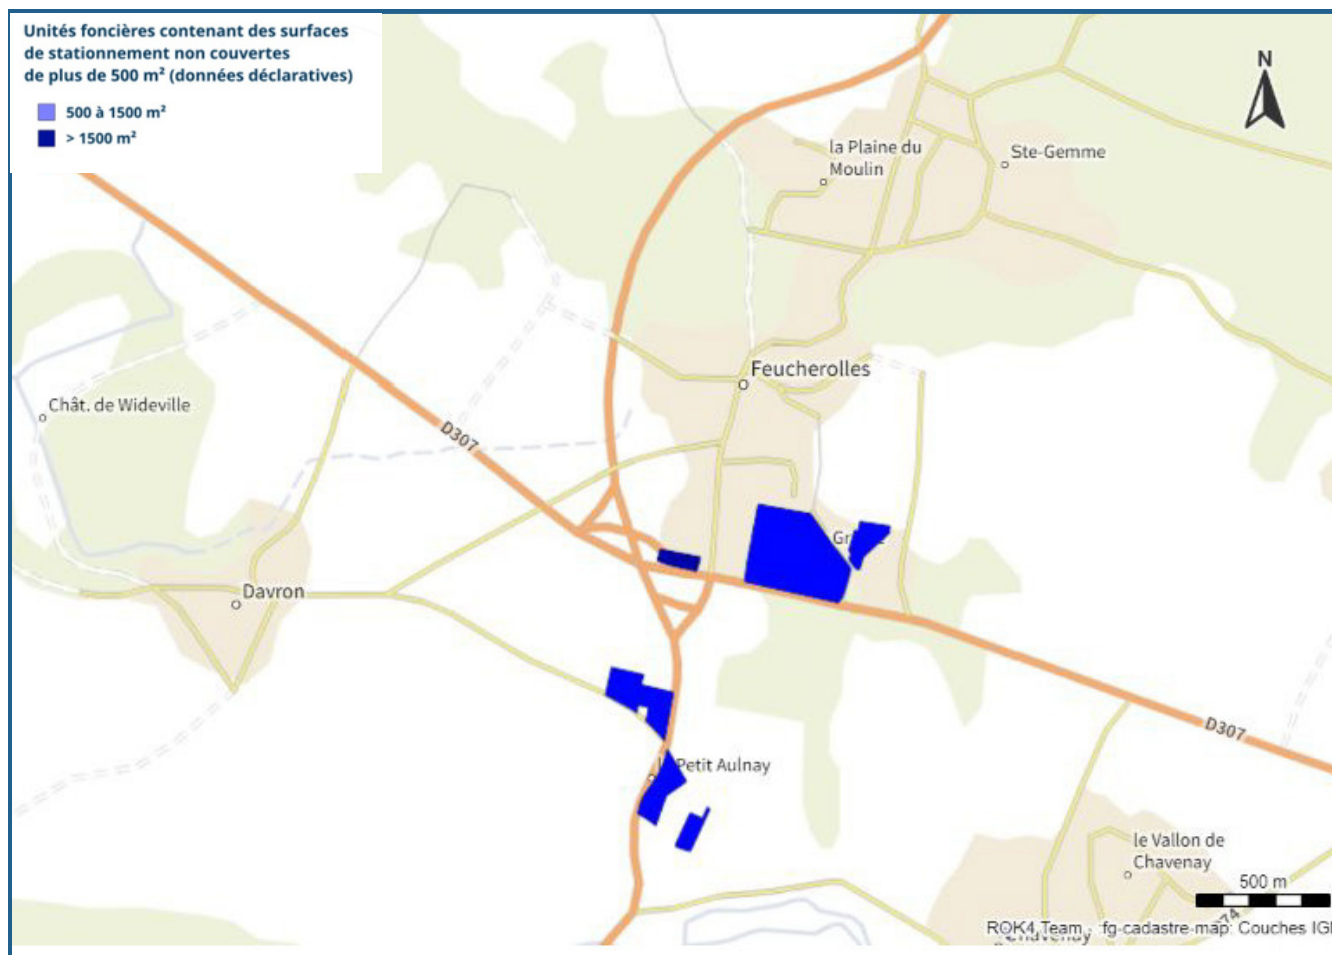 Unités foncières contenant des surfaces
de stationnement non couvertes
de plus de 500 m² (données déclaratives)
500 à 1500 m²
> 1500 m²
N
la Plaine du
Moulin
Ste-Gemme
Feucherolles
Chât. de Wideville
D307
Davron
D307
Petit Aulnay
le Vallon de
Chavenay
500 m
ROK4 Team fg-cadastre-map: Couches IG
Chavenay